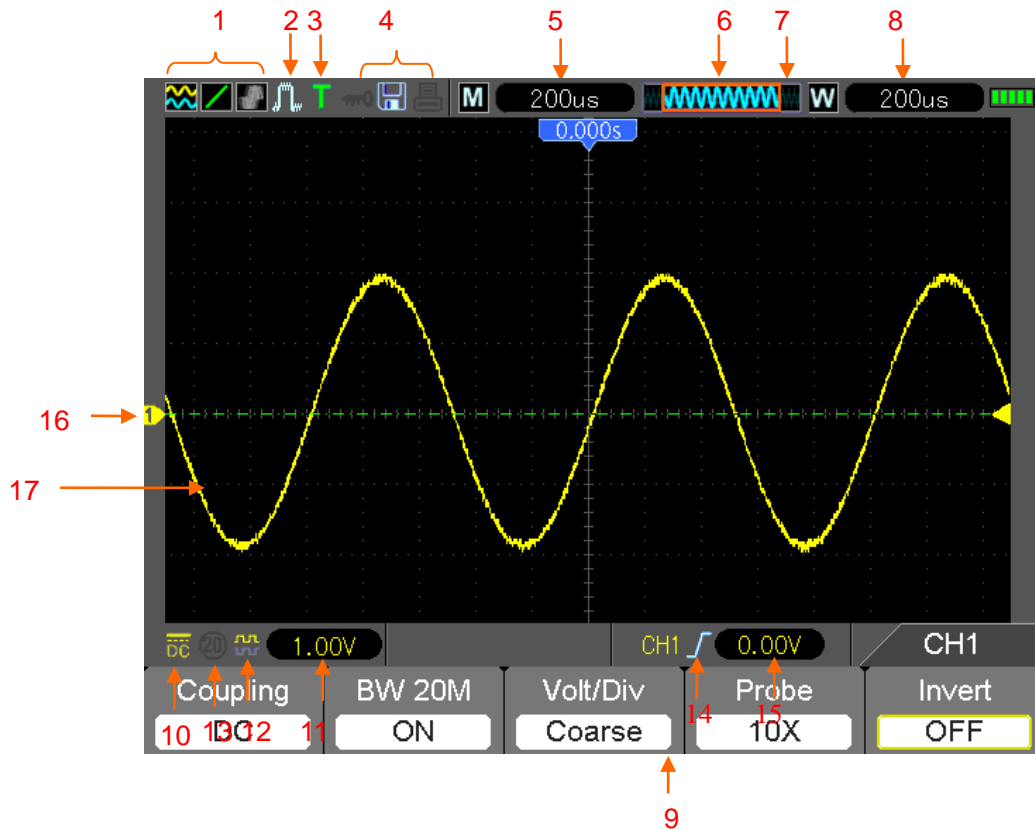 1 2 3 4 5 6 7 8
T M 200us W 200us
0.000s
16 1
17
DC 20 1.00V CH1 0.00V CH1
Coupling BW 20M Volt/Div Probe Invert
10 13 12 11 14 15
DC ON Coarse 10X OFF
9